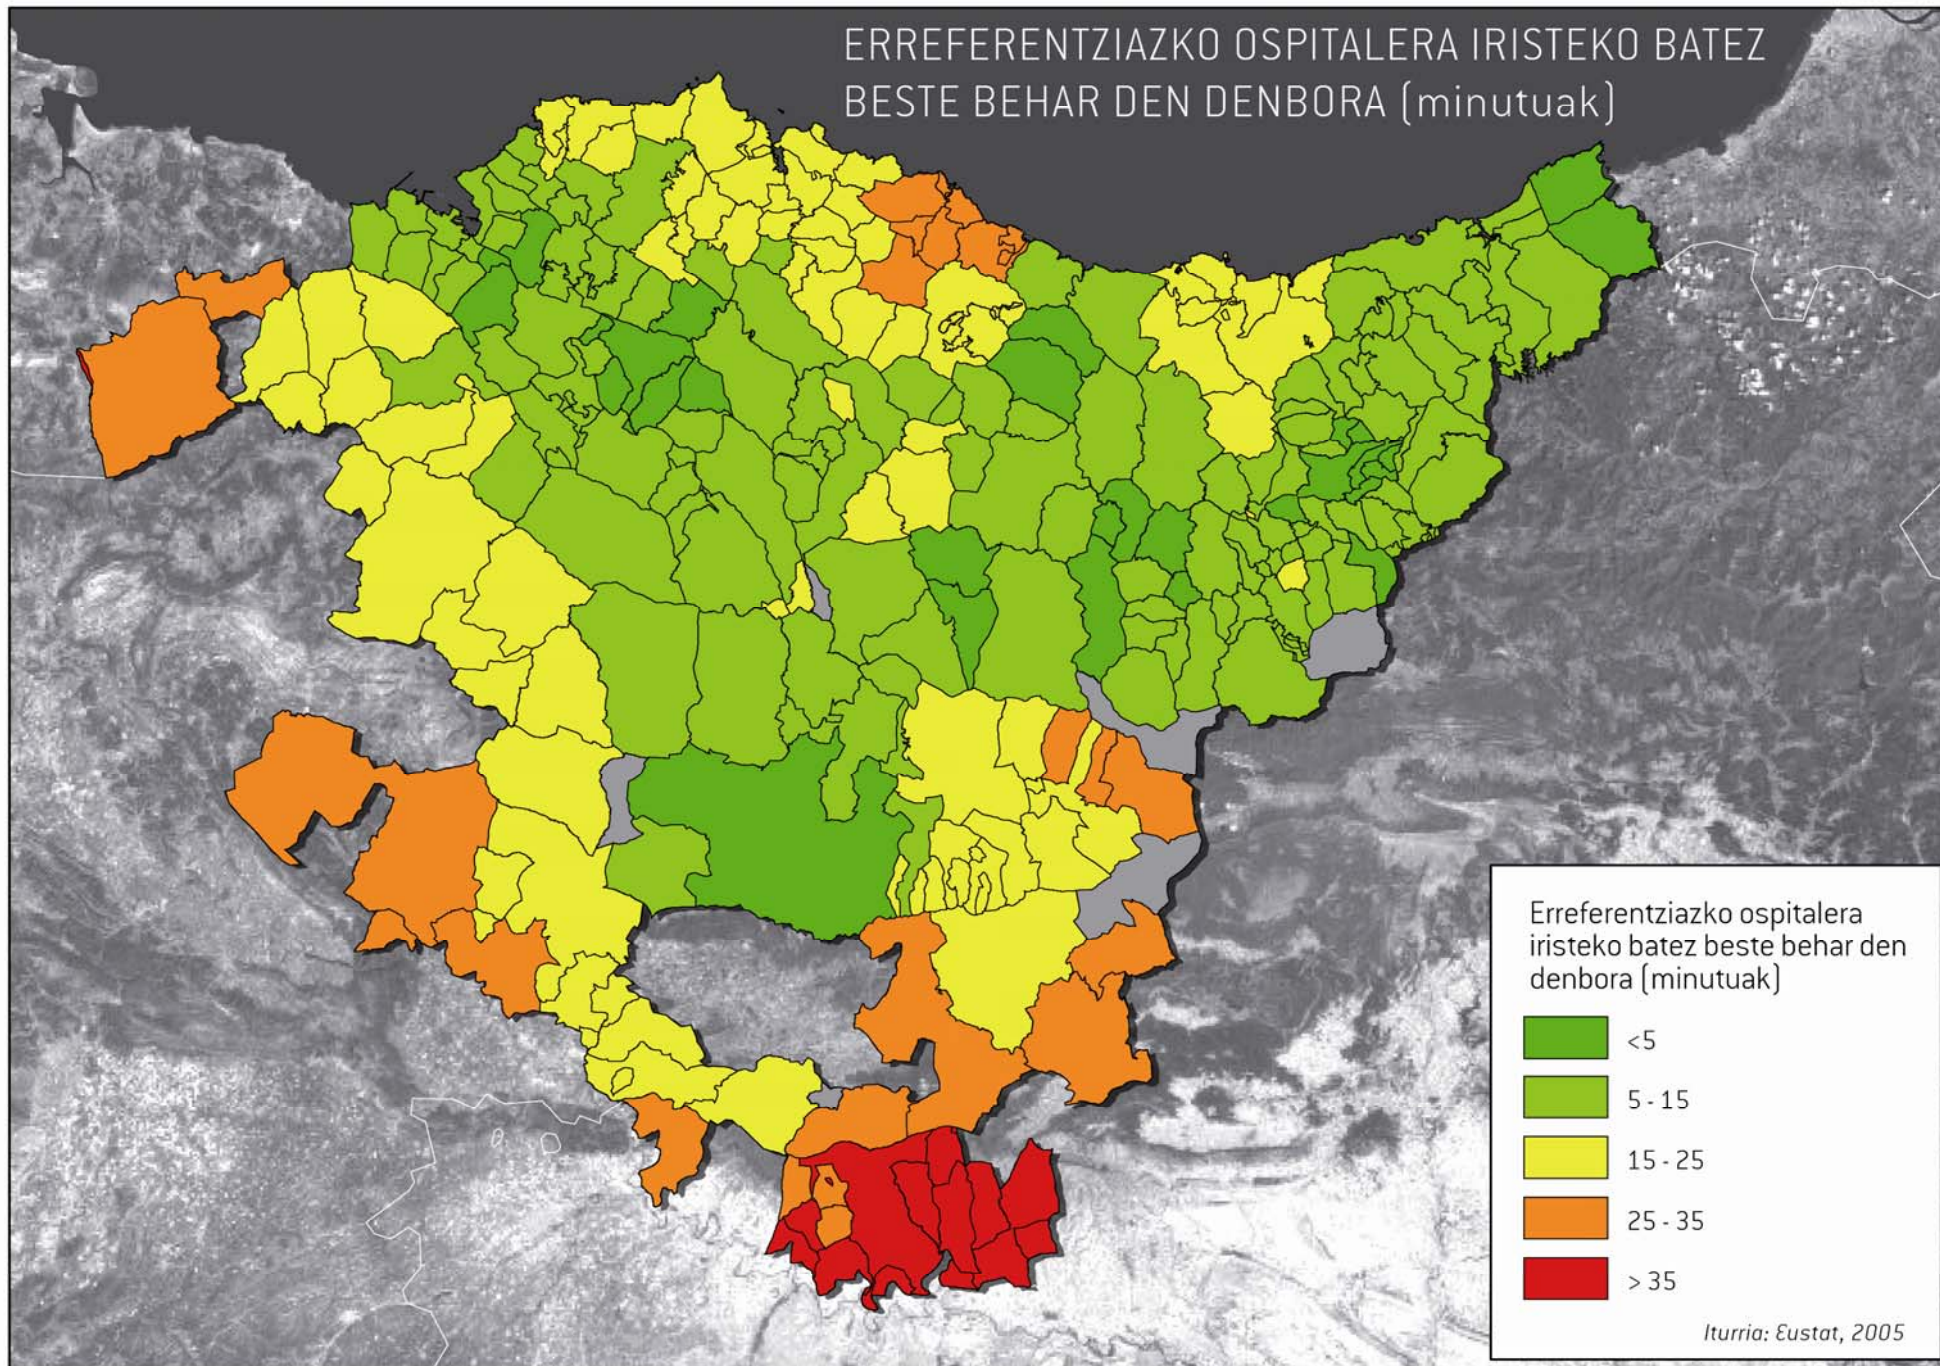 ERREFERENTZIAZKO OSPITALERA IRISTEKO BATEZ
BESTE BEHAR DEN DENBORA (minutuak)
Erreferentziazko ospitalera
iristeko batez beste behar den
denbora (minutuak)
<5
5 - 15
15 - 25
25 - 35
> 35
Iturria: Eustat, 2005